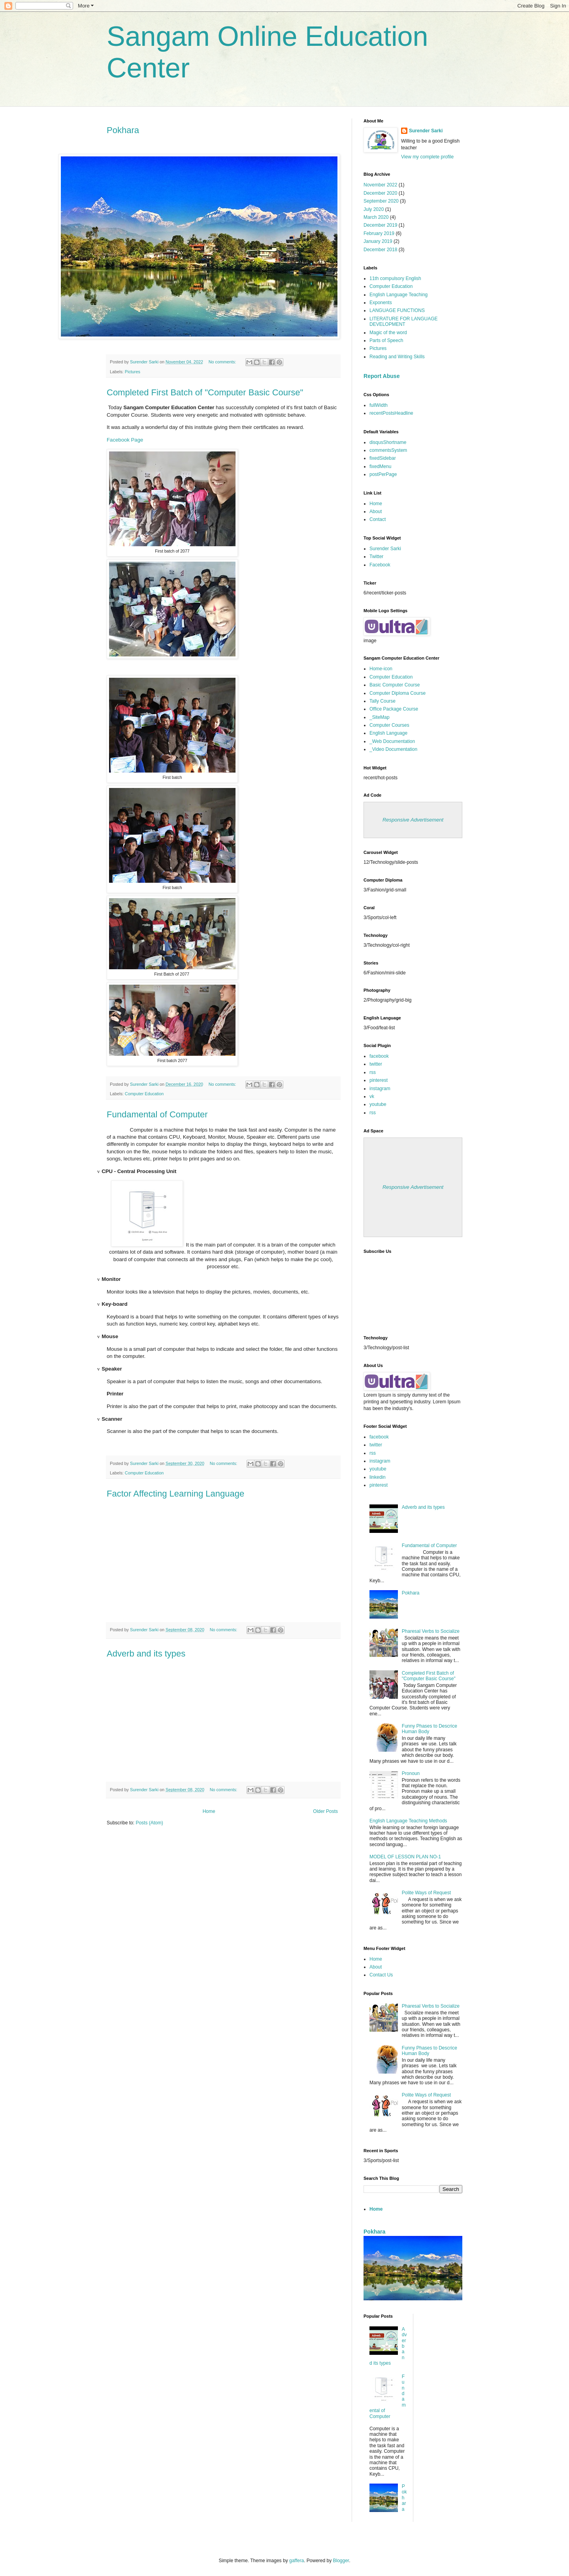 More
Create Blog Sign In
Sangam Online Education
Center
Pokhara
Posted by Surender Sarki on November 04, 2022 No comments:
Labels: Pictures
Completed First Batch of "Computer Basic Course"
Today Sangam Computer Education Center has successfully completed of it's first batch of Basic
Computer Course. Students were very energetic and motivated with optimistic behave.
It was actually a wonderful day of this institute giving them their certificates as award.
Facebook Page
First batch of 2077
First batch
First batch
First Batch of 2077
First batch 2077
Posted by Surender Sarki on December 16, 2020 No comments:
Labels: Computer Education
Fundamental of Computer
Computer is a machine that helps to make the task fast and easily. Computer is the name of
a machine that contains CPU, Keyboard, Monitor, Mouse, Speaker etc. Different parts use
differently in computer for example monitor helps to display the things, keyboard helps to write and
not down the file, mouse helps to indicate the folders and files, speakers help to listen the music,
songs, lectures etc, printer helps to print pages and so on.
v CPU - Central Processing Unit
It is the main part of computer. It is a brain of the computer which
contains lot of data and software. It contains hard disk (storage of computer), mother board (a main
board of computer that connects all the wires and plugs, Fan (which helps to make the pc cool),
processor etc.
v Monitor
Monitor looks like a television that helps to display the pictures, movies, documents, etc.
v Key-board
Keyboard is a board that helps to write something on the computer. It contains different types of keys
such as function keys, numeric key, control key, alphabet keys etc.
v Mouse
Mouse is a small part of computer that helps to indicate and select the folder, file and other functions
on the computer.
v Speaker
Speaker is a part of computer that helps to listen the music, songs and other documentations.
Printer
Printer is also the part of the computer that helps to print, make photocopy and scan the documents.
v Scanner
Scanner is also the part of the computer that helps to scan the documents.
Posted by Surender Sarki on September 30, 2020 No comments:
Labels: Computer Education
Factor Affecting Learning Language
Posted by Surender Sarki on September 08, 2020 No comments:
Adverb and its types
Posted by Surender Sarki on September 08, 2020 No comments:
Home Older Posts
Subscribe to: Posts (Atom)
About Me
Surender Sarki
Willing to be a good English
teacher
View my complete profile
Blog Archive
November 2022 (1)
December 2020 (1)
September 2020 (3)
July 2020 (1)
March 2020 (4)
December 2019 (1)
February 2019 (6)
January 2019 (2)
December 2018 (3)
Labels
11th compulsory English
Computer Education
English Language Teaching
Exponents
LANGUAGE FUNCTIONS
LITERATURE FOR LANGUAGE
DEVELOPMENT
Magic of the word
Parts of Speech
Pictures
Reading and Writing Skills
Report Abuse
Css Options
fullWidth
recentPostsHeadline
Default Variables
disqusShortname
commentsSystem
fixedSidebar
fixedMenu
postPerPage
Link List
Home
About
Contact
Top Social Widget
Surender Sarki
Twitter
Facebook
Ticker
6/recent/ticker-posts
Mobile Logo Settings
ultra
image
Sangam Computer Education Center
Home-icon
Computer Education
Basic Computer Course
Computer Diploma Course
Tally Course
Office Package Course
_SiteMap
Computer Courses
English Language
_Web Documentation
_Video Documentation
Hot Widget
recent/hot-posts
Ad Code
Responsive Advertisement
Carousel Widget
12/Technology/slide-posts
Computer Diploma
3/Fashion/grid-small
Coral
3/Sports/col-left
Technology
3/Technology/col-right
Stories
6/Fashion/mini-slide
Photography
2/Photography/grid-big
English Language
3/Food/feat-list
Social Plugin
facebook
twitter
rss
pinterest
instagram
vk
youtube
rss
Ad Space
Responsive Advertisement
Subscribe Us
Technology
3/Technology/post-list
About Us
ultra
Lorem Ipsum is simply dummy text of the
printing and typesetting industry. Lorem Ipsum
has been the industry's.
Footer Social Widget
facebook
twitter
rss
instagram
youtube
linkedin
pinterest
Adverb and its types
Fundamental of Computer
Computer is a
machine that helps to make
the task fast and easily.
Computer is the name of a
machine that contains CPU,
Keyb...
Pokhara
Pharesal Verbs to Socialize
Socialize means the meet
up with a people in informal
situation. When we talk with
our friends, colleagues,
relatives in informal way t...
Completed First Batch of
"Computer Basic Course"
Today Sangam Computer
Education Center has
successfully completed of
it's first batch of Basic
Computer Course. Students were very
ene...
Funny Phases to Descrice
Human Body
In our daily life many
phrases we use. Lets talk
about the funny phrases
which describe our body.
Many phrases we have to use in our d...
Pronoun
Pronoun refers to the words
that replace the noun.
Pronoun make up a small
subcategory of nouns. The
distinguishing characteristic
of pro...
English Language Teaching Methods
While learning or teacher foreign language
teacher have to use different types of
methods or techniques. Teaching English as
second languag...
MODEL OF LESSON PLAN NO-1
Lesson plan is the essential part of teaching
and learning. It is the plan prepared by a
respective subject teacher to teach a lesson
dai...
Polite Ways of Request
A request is when we ask
someone for something
either an object or perhaps
asking someone to do
something for us. Since we
are as...
Menu Footer Widget
Home
About
Contact Us
Popular Posts
Pharesal Verbs to Socialize
Socialize means the meet
up with a people in informal
situation. When we talk with
our friends, colleagues,
relatives in informal way t...
Funny Phases to Descrice
Human Body
In our daily life many
phrases we use. Lets talk
about the funny phrases
which describe our body.
Many phrases we have to use in our d...
Polite Ways of Request
A request is when we ask
someone for something
either an object or perhaps
asking someone to do
something for us. Since we
are as...
Recent in Sports
3/Sports/post-list
Search This Blog
Search
Home
Pokhara
Popular Posts
Adverb an
d its types
Fundam
ental of
Computer
Computer is a
machine that
helps to make
the task fast and
easily. Computer
is the name of a
machine that
contains CPU,
Keyb...
Pokhara
Simple theme. Theme images by gaffera. Powered by Blogger.